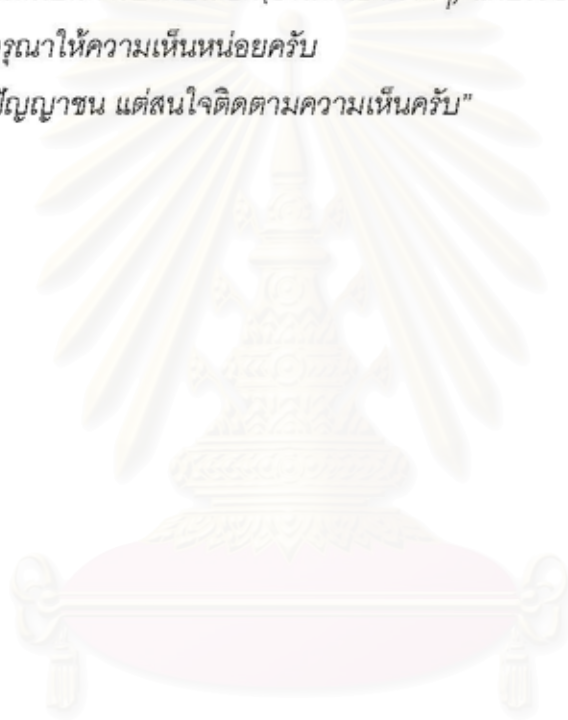 รุณาให้ความเห็นหน่อยครับ
ปัญญาชน แต่สนใจติดตามความเห็นครับ”